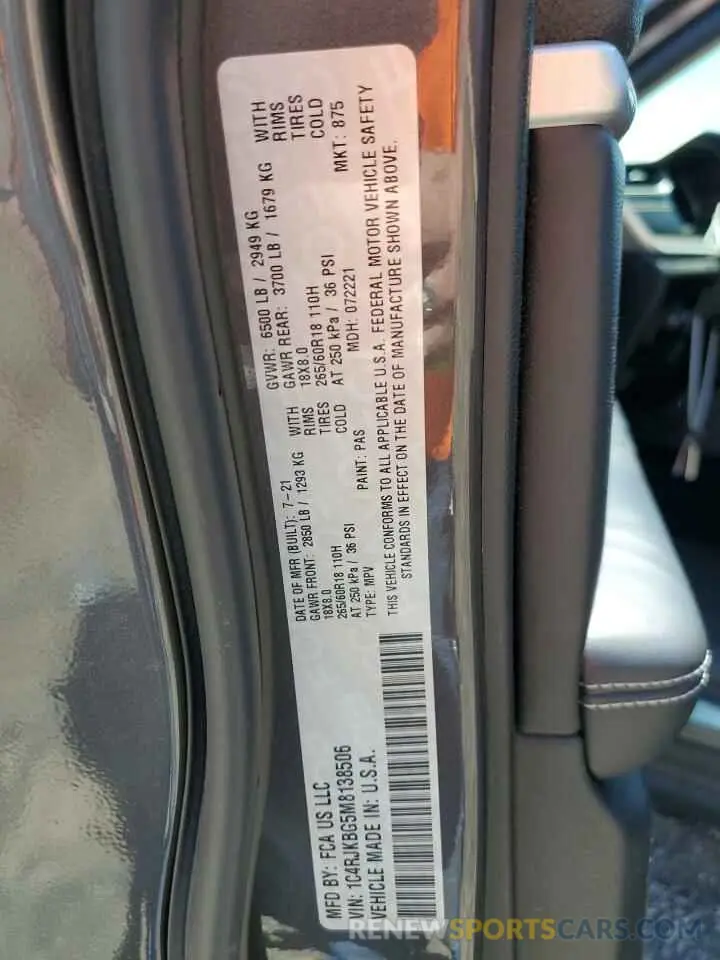 MFD BY: FCA US LLC
DATE OF MFR (BUILT): 7-21
GVWR: 6500 LB / 2949 KG
GAWR FRONT: 2850 LB / 1293 KG WITH
GAWR REAR: 3700 LB / 1679 KG WITH
18X8.0 RIMS
18X8.0 RIMS
265/60R18 110H TIRES
265/60R18 110H TIRES
AT 250 kPa / 36 PSI COLD
AT 250 kPa / 36 PSI COLD
VIN: 1C4RJKBG5M8138506
TYPE: MPV
PAINT: PAS
MDH: 072221
MKT: 875
VEHICLE MADE IN: U.S.A.
THIS VEHICLE CONFORMS TO ALL APPLICABLE U.S.A. FEDERAL MOTOR VEHICLE SAFETY
STANDARDS IN EFFECT ON THE DATE OF MANUFACTURE SHOWN ABOVE.
RENEWSPORTSCARS.COM